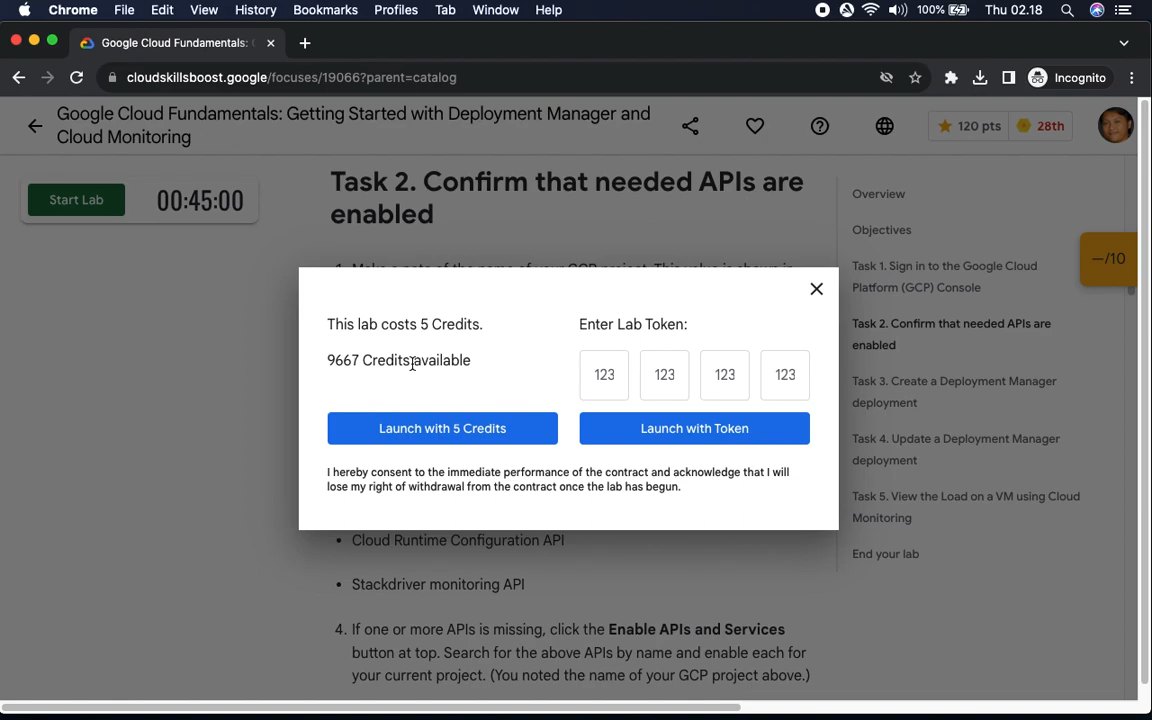 Chrome File Edit View History Bookmarks Profiles Tab Window Help 100% Thu 02.18
Google Cloud Fundamentals:
cloudskillsboost.google/focuses/19066?parent=catalog
Incognito
Google Cloud Fundamentals: Getting Started with Deployment Manager and
Cloud Monitoring
120 pts 28th
Start Lab 00:45:00
Task 2. Confirm that needed APIs are
enabled
This lab costs 5 Credits.
9667 Credits available
Launch with 5 Credits
Enter Lab Token:
123 123 123 123
Launch with Token
I hereby consent to the immediate performance of the contract and acknowledge that I will
lose my right of withdrawal from the contract once the lab has begun.
• Cloud Runtime Configuration API
• Stackdriver monitoring API
4. If one or more APIs is missing, click the Enable APIs and Services
button at top. Search for the above APIs by name and enable each for
your current project. (You noted the name of your GCP project above.)
Overview
Objectives
Task 1. Sign in to the Google Cloud
Platform (GCP) Console
Task 2. Confirm that needed APIs are
enabled
Task 3. Create a Deployment Manager
deployment
Task 4. Update a Deployment Manager
deployment
Task 5. View the Load on a VM using Cloud
Monitoring
End your lab
—/10